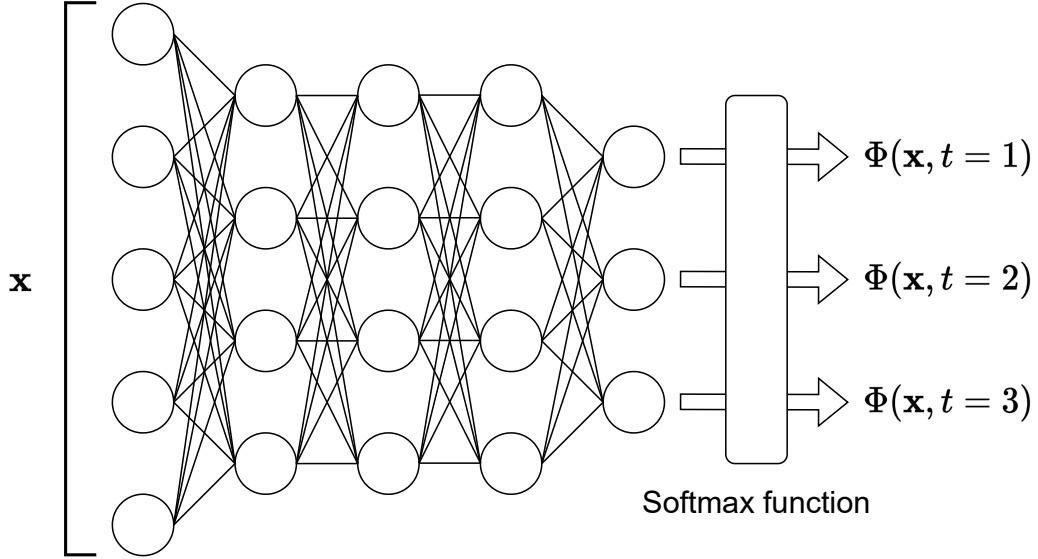 x
Φ(x, t = 1)
Φ(x, t = 2)
Φ(x, t = 3)
Softmax function